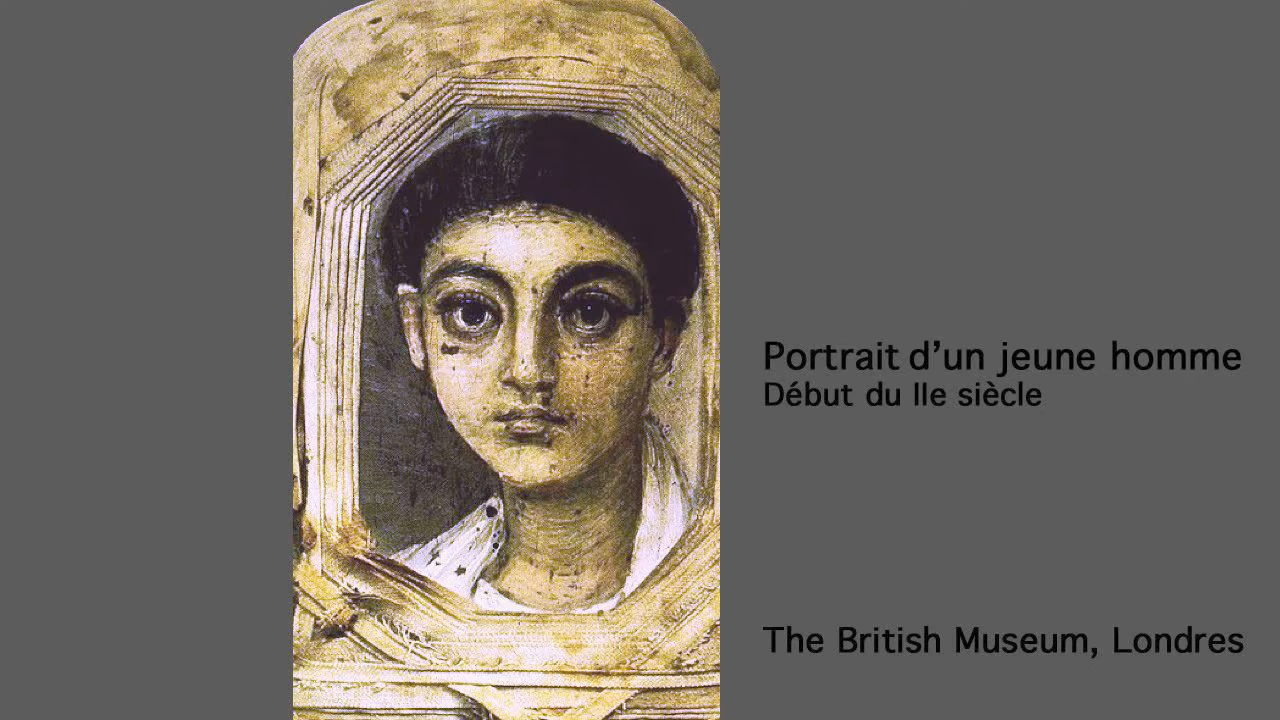 Portrait d’un jeune homme
Début du IIe siècle
The British Museum, Londres